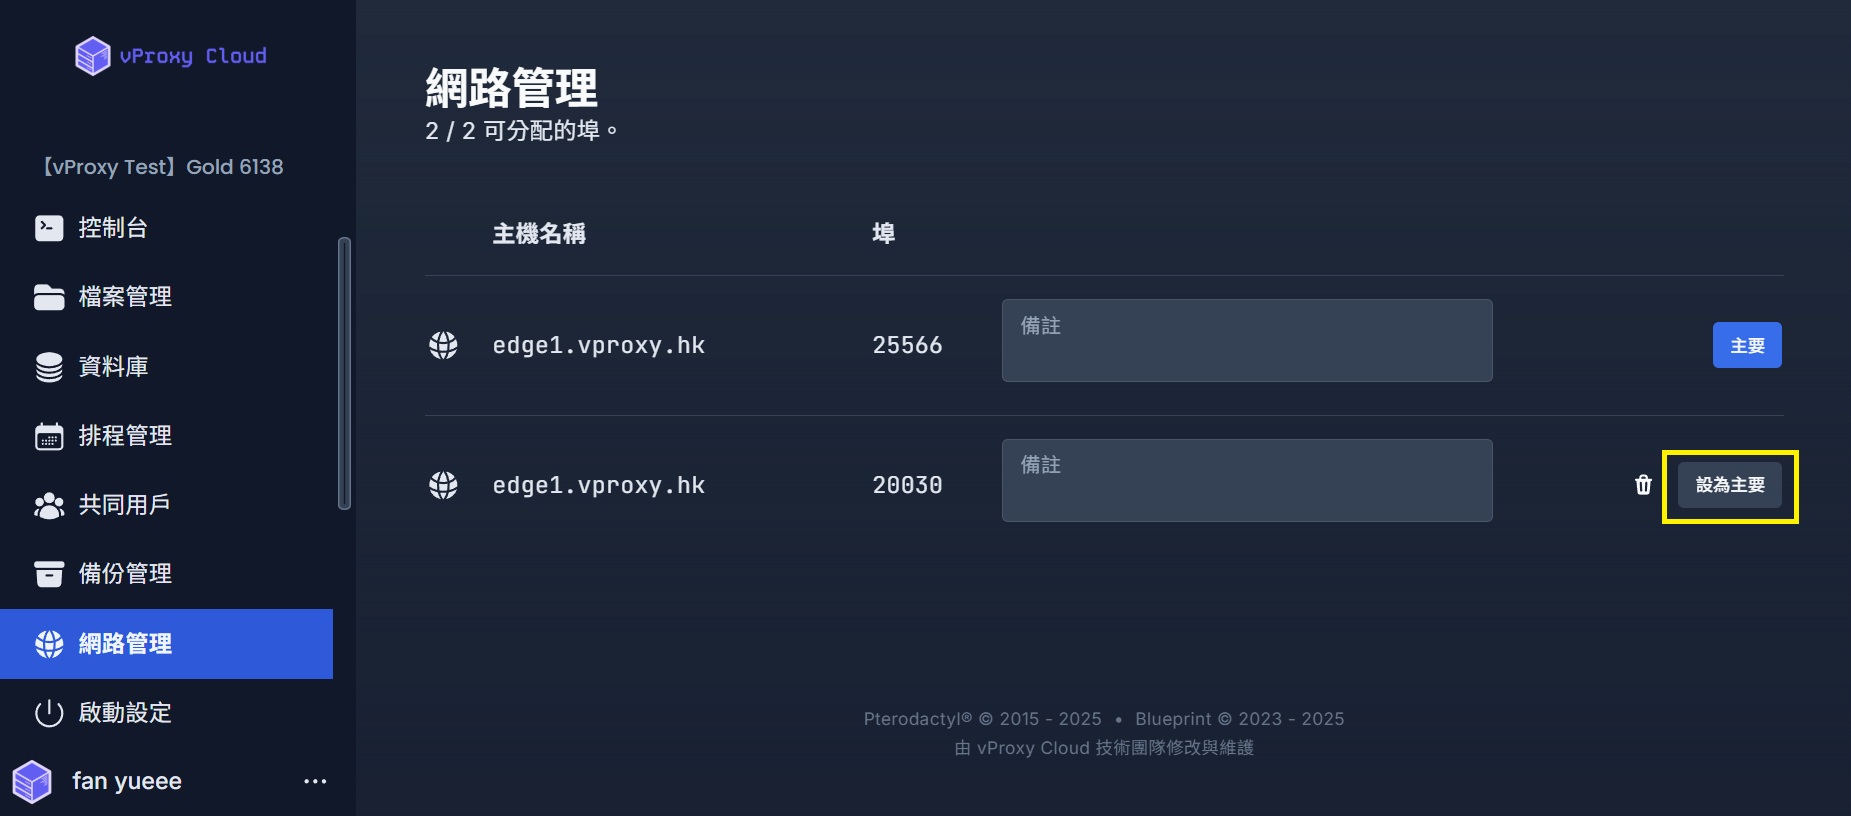 vProxy Cloud
【vProxy Test】Gold 6138
控制台
檔案管理
資料庫
排程管理
共同用戶
備份管理
網路管理
啟動設定
fan yueee
網路管理
2 / 2 可分配的埠。
主機名稱 埠
edge1.vproxy.hk 25566 備註 主要
edge1.vproxy.hk 20030 備註 設為主要
Pterodactyl® © 2015 - 2025 • Blueprint © 2023 - 2025
由 vProxy Cloud 技術團隊修改與維護